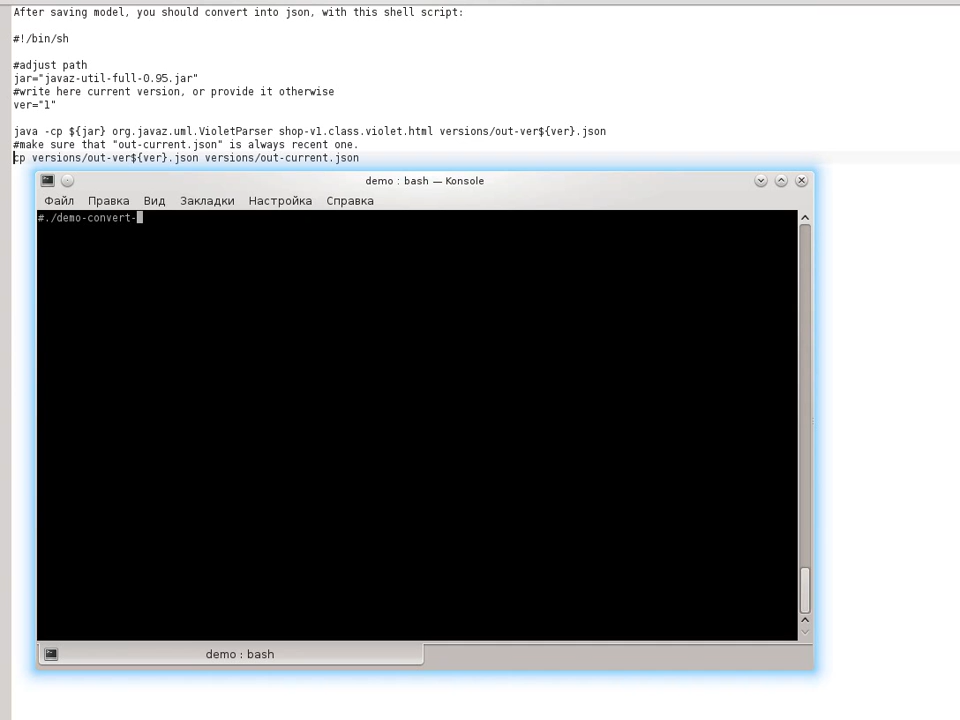 After saving model, you should convert into json, with this shell script:
#!/bin/sh
#adjust path
jar="javaz-util-full-0.95.jar"
#write here current version, or provide it otherwise
ver="1"
java -cp ${jar} org.javaz.uml.VioletParser shop-v1.class.violet.html versions/out-ver${ver}.json
#make sure that "out-current.json" is always recent one.
cp versions/out-ver${ver}.json versions/out-current.json
demo : bash — Konsole
Файл Правка Вид Закладки Настройка Справка
#./demo-convert-
demo : bash